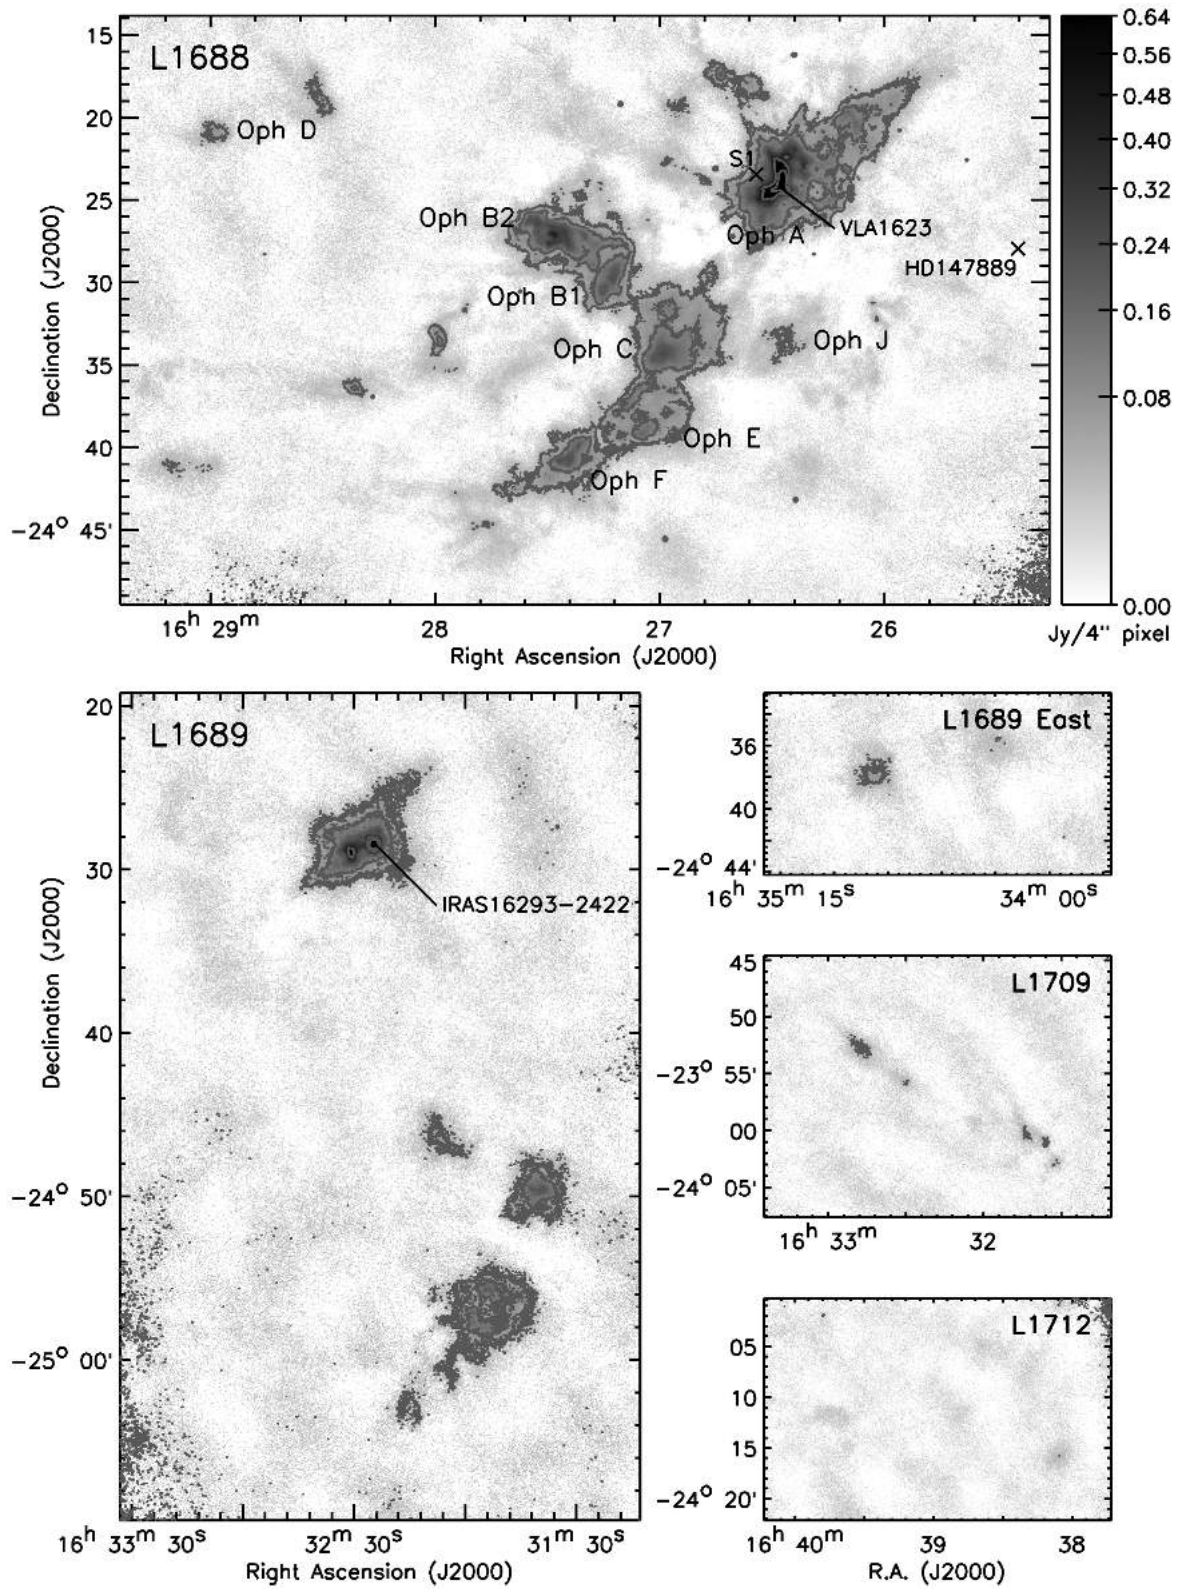 L1688
15
20
25
30
35
40
−24° 45'
Declination (J2000)
Oph D
S1
Oph B2
Oph A
VLA1623
HD147889
Oph B1
Oph C
Oph J
Oph E
Oph F
16h 29m 28 27 26
Right Ascension (J2000)
0.64
0.56
0.48
0.40
0.32
0.24
0.16
0.08
0.00
Jy/4" pixel
L1689
20
30
40
−24° 50'
−25° 00'
Declination (J2000)
IRAS16293−2422
16h 33m 30s 32m 30s 31m 30s
Right Ascension (J2000)
L1689 East
36
40
−24° 44'
16h 35m 15s 34m 00s
L1709
45
50
−23° 55'
00
−24° 05'
16h 33m 32
L1712
05
10
15
−24° 20'
16h 40m 39 38
R.A. (J2000)